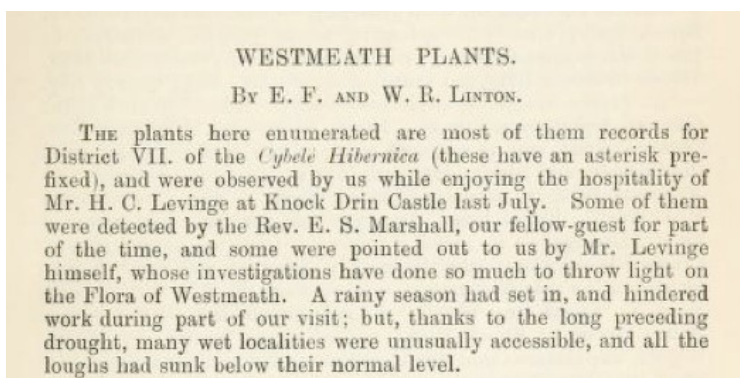 WESTMEATH PLANTS.
By E. F. and W. R. Linton.
The plants here enumerated are most of them records for
District VII. of the Cybele Hibernica (these have an asterisk pre-
fixed), and were observed by us while enjoying the hospitality of
Mr. H. C. Levinge at Knock Drin Castle last July. Some of them
were detected by the Rev. E. S. Marshall, our fellow-guest for part
of the time, and some were pointed out to us by Mr. Levinge
himself, whose investigations have done so much to throw light on
the Flora of Westmeath. A rainy season had set in, and hindered
work during part of our visit; but, thanks to the long preceding
drought, many wet localities were unusually accessible, and all the
loughs had sunk below their normal level.